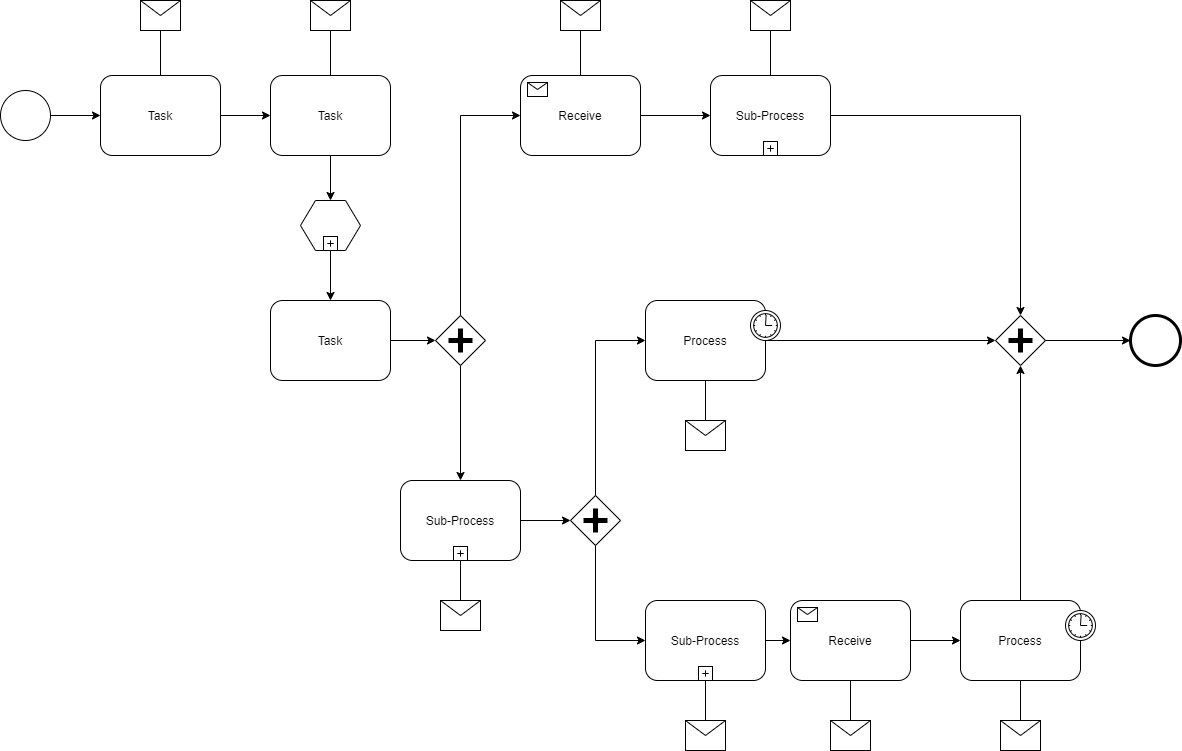 Task
Task
Receive
Sub-Process
Task
Process
Sub-Process
Sub-Process
Receive
Process